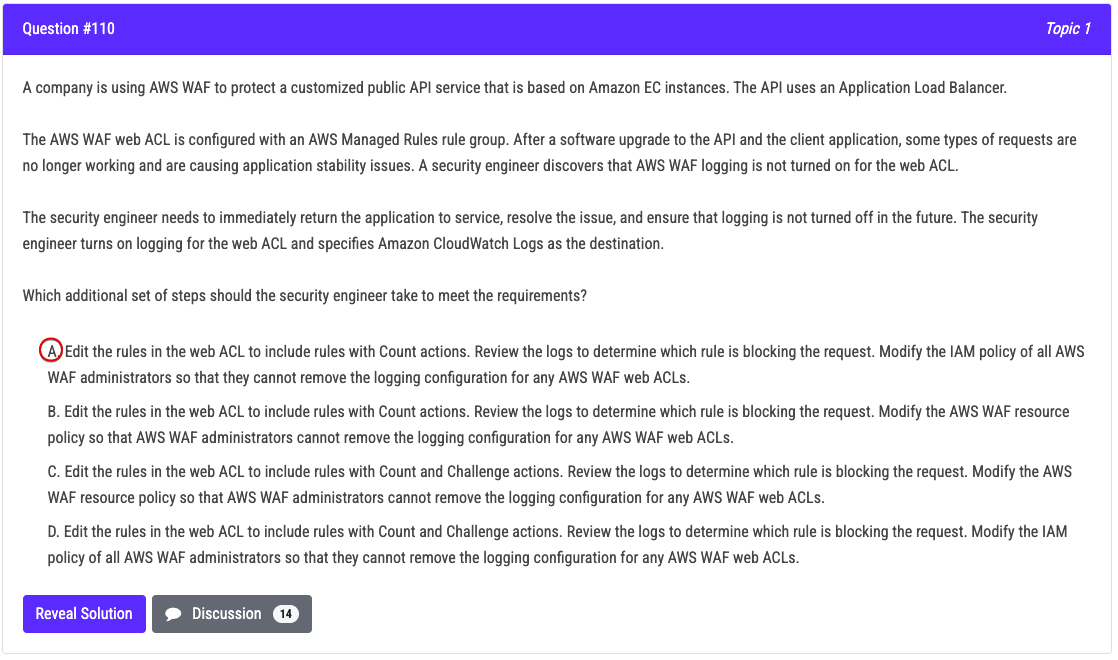 Question #110
Topic 1
A company is using AWS WAF to protect a customized public API service that is based on Amazon EC instances. The API uses an Application Load Balancer.
The AWS WAF web ACL is configured with an AWS Managed Rules rule group. After a software upgrade to the API and the client application, some types of requests are
no longer working and are causing application stability issues. A security engineer discovers that AWS WAF logging is not turned on for the web ACL.
The security engineer needs to immediately return the application to service, resolve the issue, and ensure that logging is not turned off in the future. The security
engineer turns on logging for the web ACL and specifies Amazon CloudWatch Logs as the destination.
Which additional set of steps should the security engineer take to meet the requirements?
A. Edit the rules in the web ACL to include rules with Count actions. Review the logs to determine which rule is blocking the request. Modify the IAM policy of all AWS
WAF administrators so that they cannot remove the logging configuration for any AWS WAF web ACLs.
B. Edit the rules in the web ACL to include rules with Count actions. Review the logs to determine which rule is blocking the request. Modify the AWS WAF resource
policy so that AWS WAF administrators cannot remove the logging configuration for any AWS WAF web ACLs.
C. Edit the rules in the web ACL to include rules with Count and Challenge actions. Review the logs to determine which rule is blocking the request. Modify the AWS
WAF resource policy so that AWS WAF administrators cannot remove the logging configuration for any AWS WAF web ACLs.
D. Edit the rules in the web ACL to include rules with Count and Challenge actions. Review the logs to determine which rule is blocking the request. Modify the IAM
policy of all AWS WAF administrators so that they cannot remove the logging configuration for any AWS WAF web ACLs.
Reveal Solution
Discussion 14